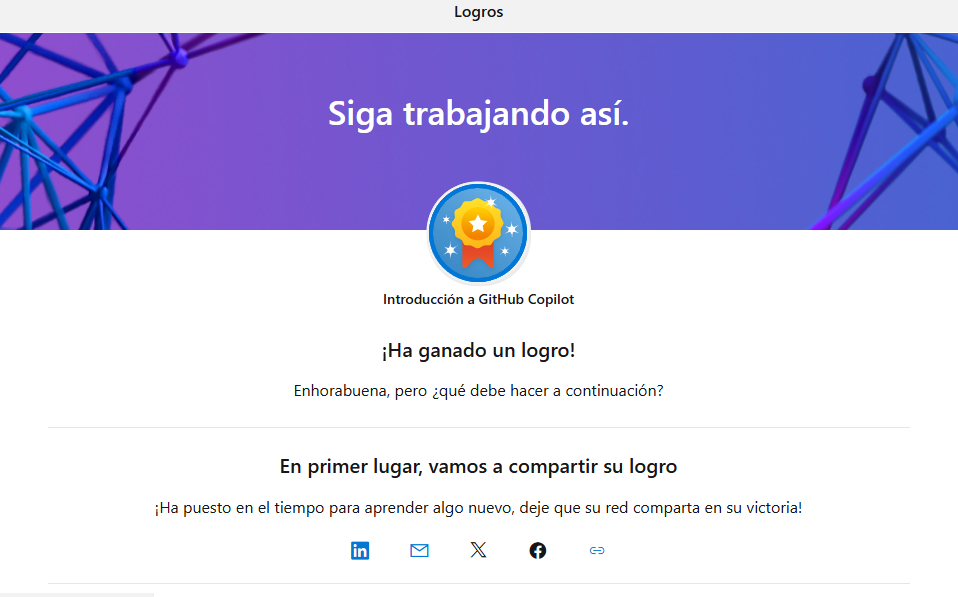 Logros
Siga trabajando así.
Introducción a GitHub Copilot
¡Ha ganado un logro!
Enhorabuena, pero ¿qué debe hacer a continuación?
En primer lugar, vamos a compartir su logro
¡Ha puesto en el tiempo para aprender algo nuevo, deje que su red comparta en su victoria!
in